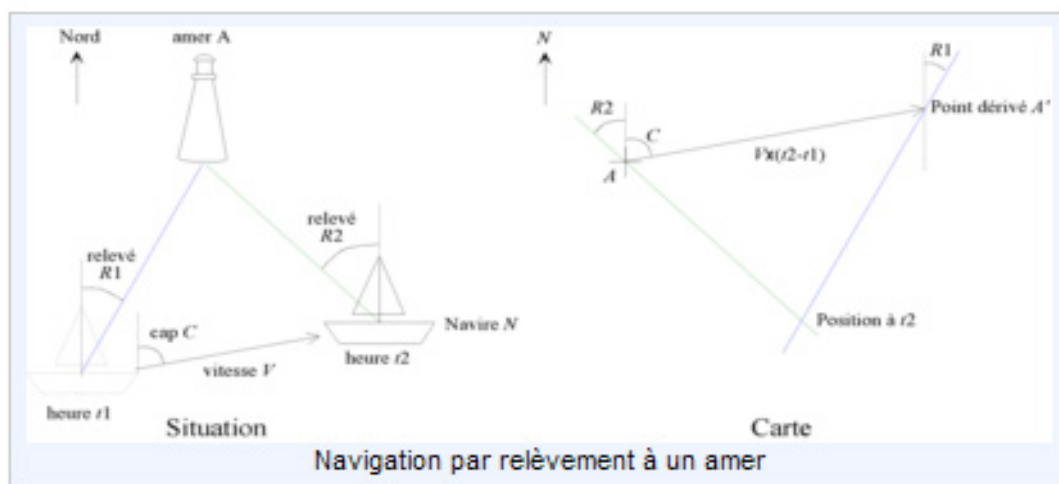 Nord
amer A
relevé
R1
relevé
R2
cap C
Navire N
vitesse V
heure t2
heure t1
Situation
N
R1
R2
C
Point dérivé A'
A
Vx(t2-t1)
Position à t2
Carte
Navigation par relèvement à un amer